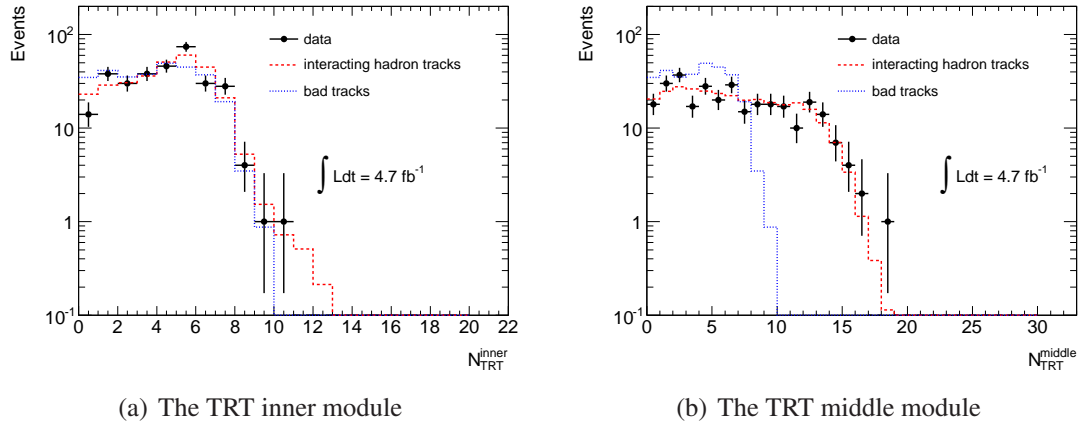 Events
10²
10
1
10⁻¹
data
interacting hadron tracks
bad tracks
∫ Ldt = 4.7 fb⁻¹
0 2 4 6 8 10 12 14 16 18 20 22
N_TRT^inner
(a) The TRT inner module
Events
10²
10
1
10⁻¹
data
interacting hadron tracks
bad tracks
∫ Ldt = 4.7 fb⁻¹
0 5 10 15 20 25 30
N_TRT^middle
(b) The TRT middle module